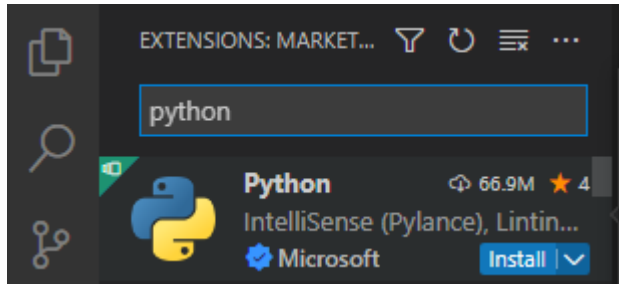 EXTENSIONS: MARKET...
python
Python 66.9M ★ 4
IntelliSense (Pylance), Lintin...
Microsoft Install